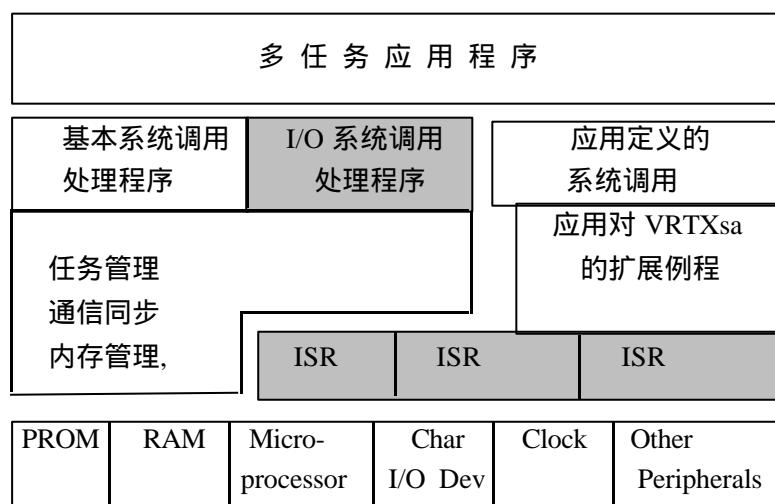 多任务应用程序
基本系统调用
处理程序
I/O 系统调用
处理程序
应用定义的
系统调用
应用对 VRTXsa
的扩展例程
任务管理
通信同步
内存管理,
ISR
ISR
ISR
PROM
RAM
Micro-
processor
Char
I/O Dev
Clock
Other
Peripherals